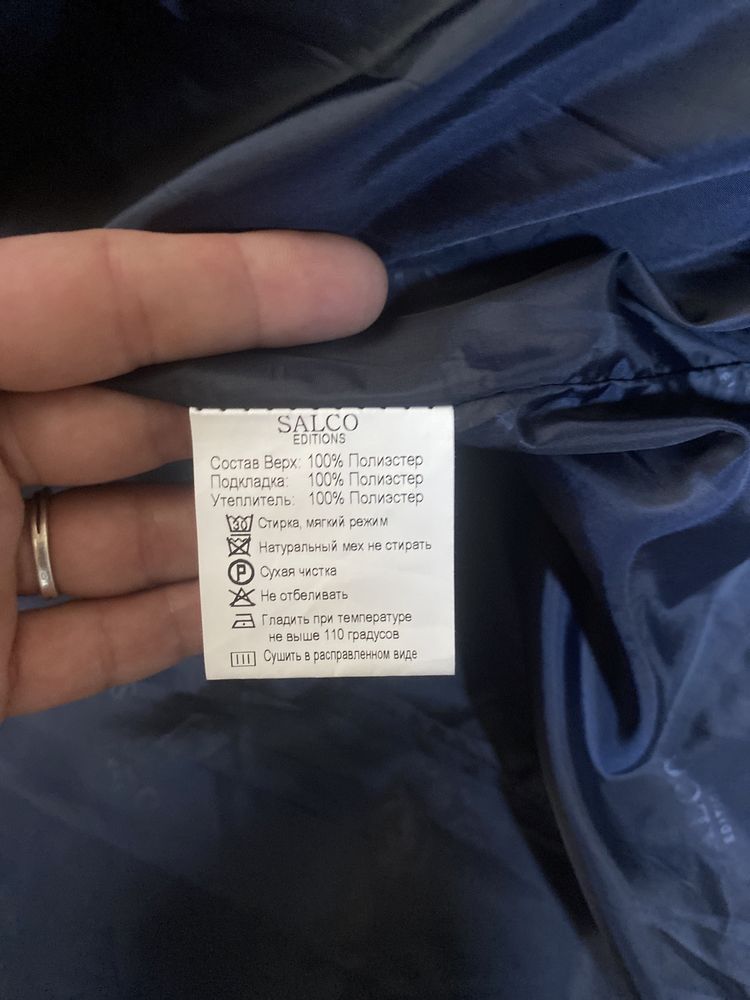 SALCO
EDITIONS
Состав Верх: 100% Полиэстер
Подкладка: 100% Полиэстер
Утеплитель: 100% Полиэстер
30 Стирка, мягкий режим
Натуральный мех не стирать
P Сухая чистка
Не отбеливать
Гладить при температуре
не выше 110 градусов
Сушить в расправленном виде